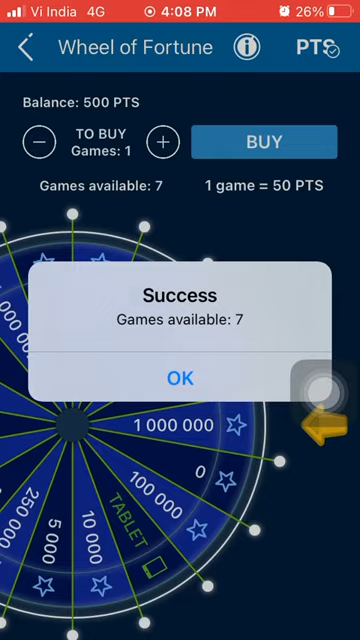 Vi India 4G 4:08 PM 26%
Wheel of Fortune i PTS
Balance: 500 PTS
TO BUY
Games: 1
BUY
Games available: 7 1 game = 50 PTS
Success
Games available: 7
OK
1 000 000
0
100 000
TABLET
10 000
5 000
250 000